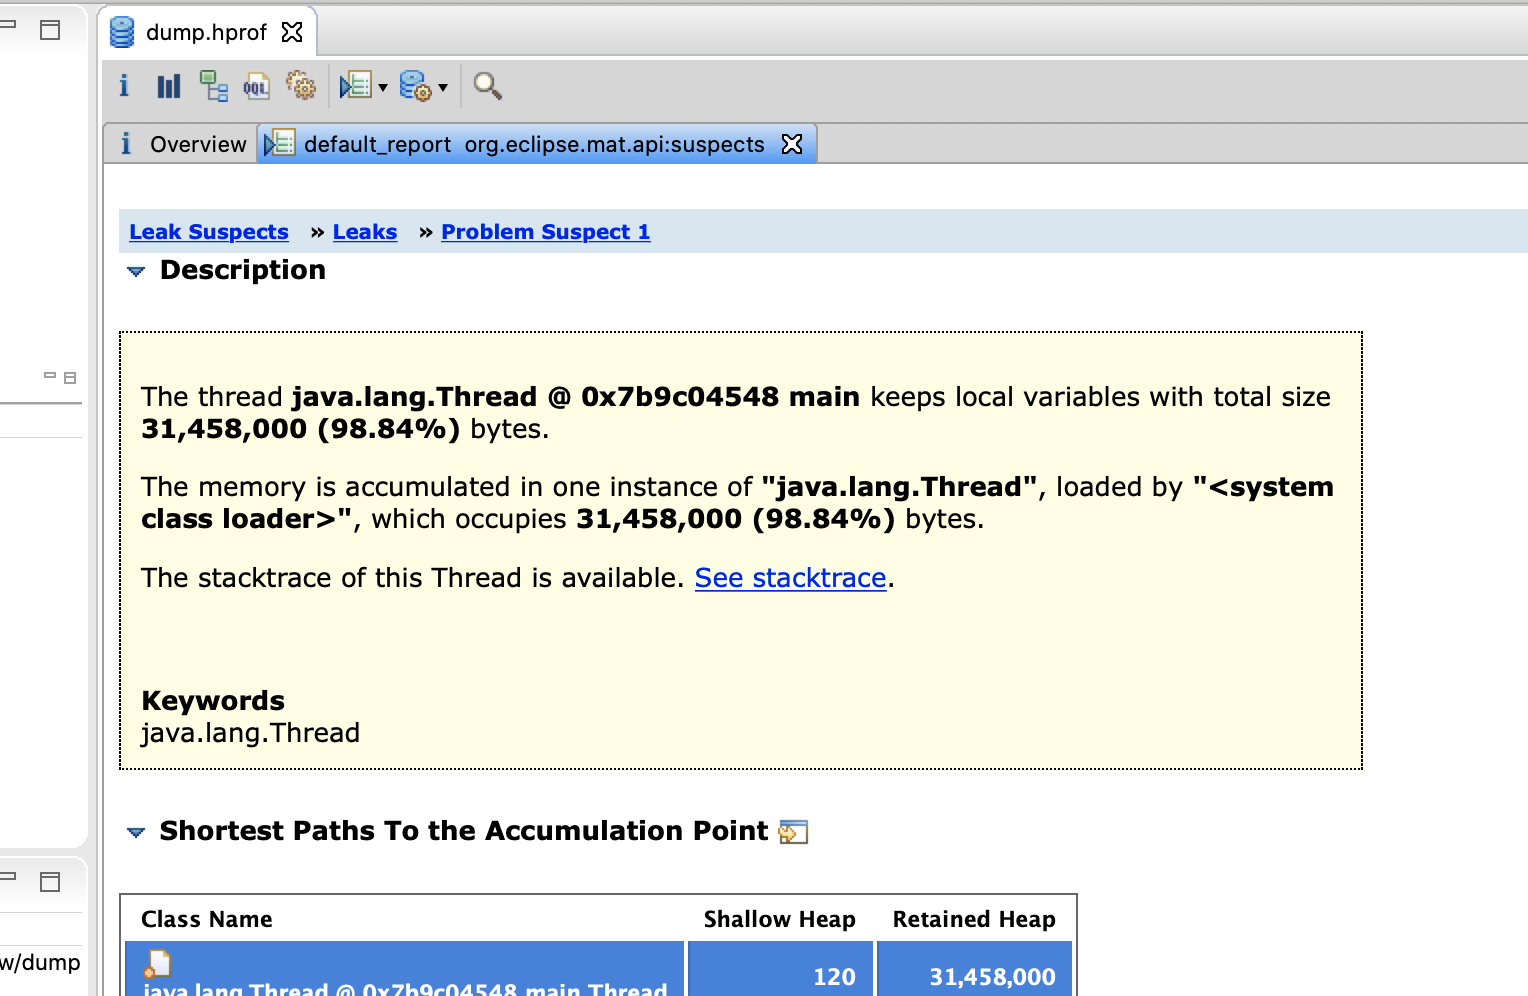 dump.hprof
OQL
Overview
default_report org.eclipse.mat.api:suspects
Leak Suspects » Leaks » Problem Suspect 1
Description
The thread java.lang.Thread @ 0x7b9c04548 main keeps local variables with total size
31,458,000 (98.84%) bytes.
The memory is accumulated in one instance of "java.lang.Thread", loaded by "<system
class loader>", which occupies 31,458,000 (98.84%) bytes.
The stacktrace of this Thread is available. See stacktrace.
Keywords
java.lang.Thread
Shortest Paths To the Accumulation Point
Class Name Shallow Heap Retained Heap
w/dump
120 31,458,000
java.lang.Thread @ 0x7b9c04548 main Thread